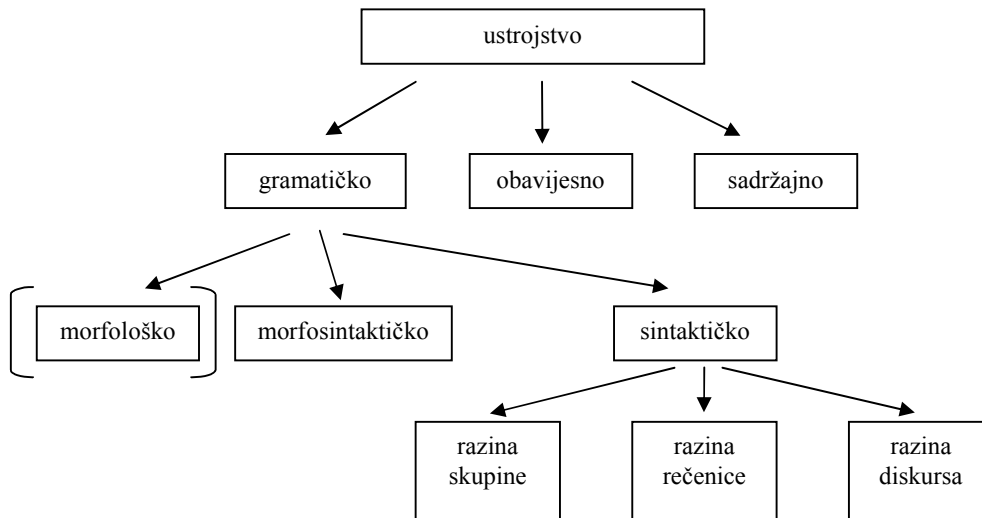 ustrojstvo
gramatičko
obavijesno
sadržajno
morfološko
morfosintaktičko
sintaktičko
razina
skupine
razina
rečenice
razina
diskursa